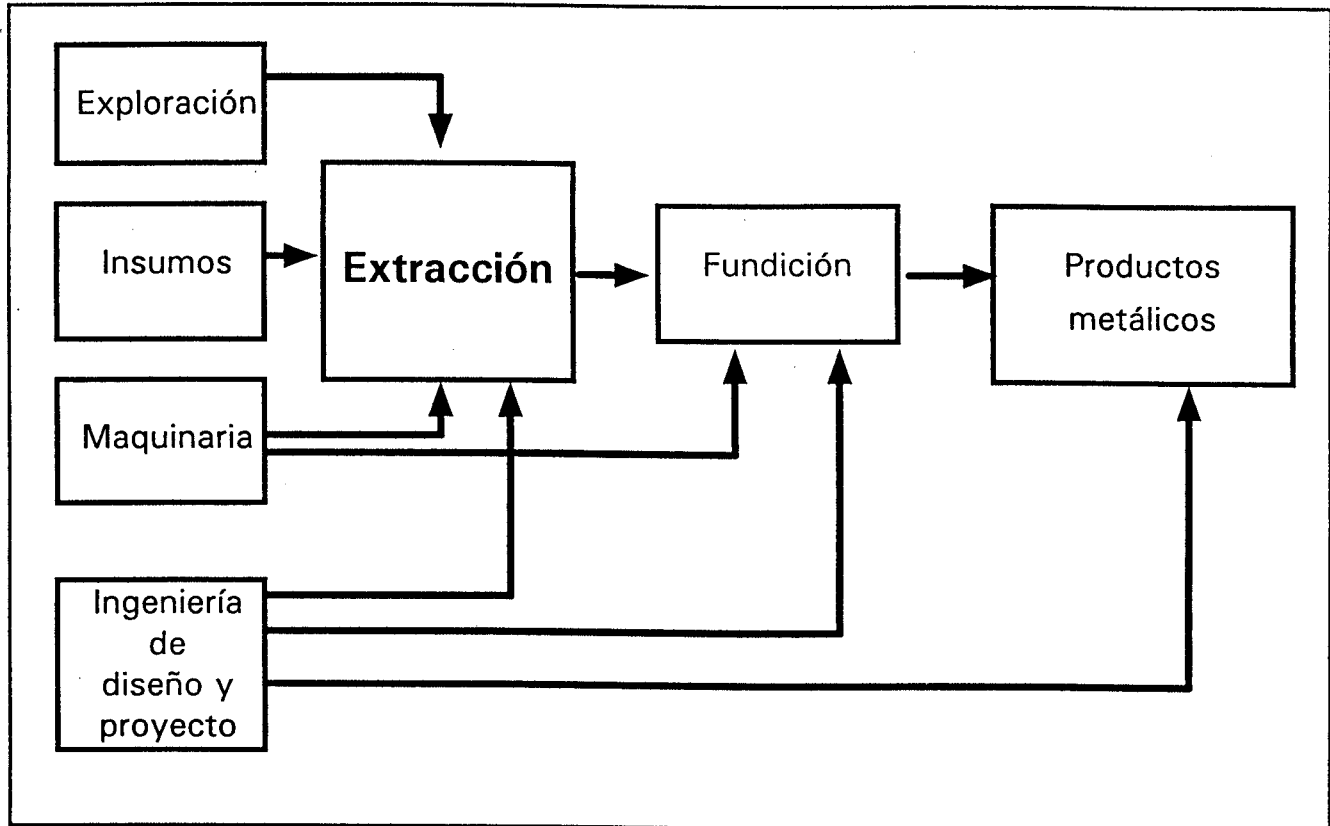 Exploración
Insumos
Extracción
Fundición
Productos
metálicos
Maquinaria
Ingeniería
de
diseño y
proyecto